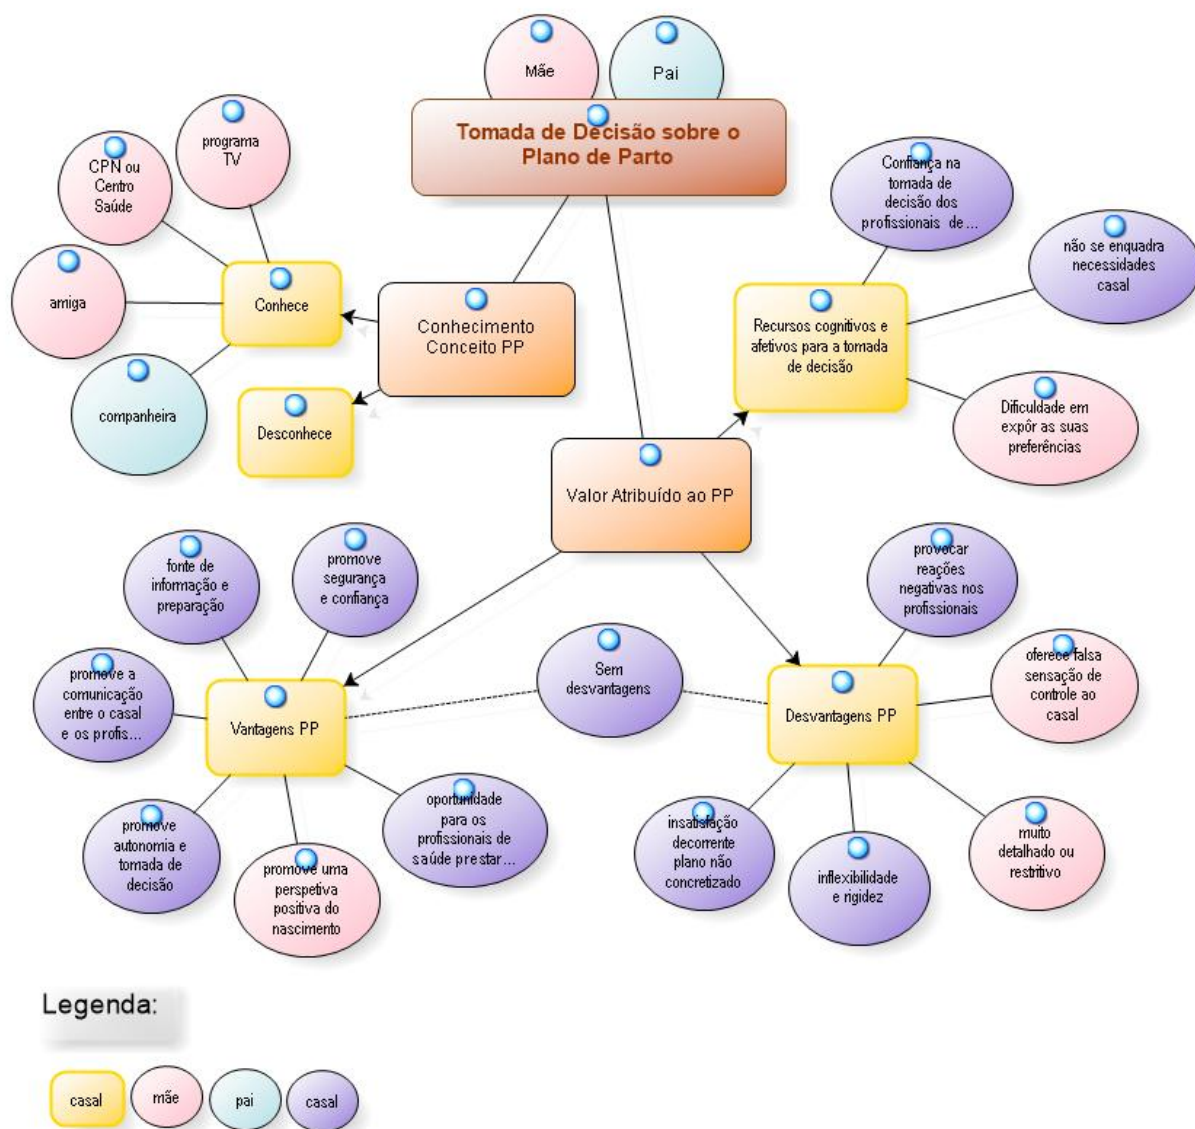 Mãe
Pai
Tomada de Decisão sobre o
Plano de Parto
programa
TV
CPN ou
Centro
Saúde
amiga
companheira
Conhece
Desconhece
Conhecimento
Conceito PP
Confiança na
tomada de
decisão dos
profissionais de...
não se enquadra
necessidades
casal
Recursos cognitivos e
afetivos para a tomada
de decisão
Dificuldade em
expôr as suas
preferências
Valor Atribuído ao PP
fonte de
informação e
preparação
promove
segurança
e confiança
promove a
comunicação
entre o casal
e os profis...
Vantagens PP
promove
autonomia e
tomada de
decisão
promove uma
perspetiva
positiva do
nascimento
oportunidade
para os
profissionais de
saúde prestar...
Sem
desvantagens
provocar
reações
negativas nos
profissionais
oferece falsa
sensação de
controle ao
casal
Desvantagens PP
insatisfação
decorrente
plano não
concretizado
inflexibilidade
e rigidez
muito
detalhado ou
restritivo
Legenda:
casal
mãe
pai
casal